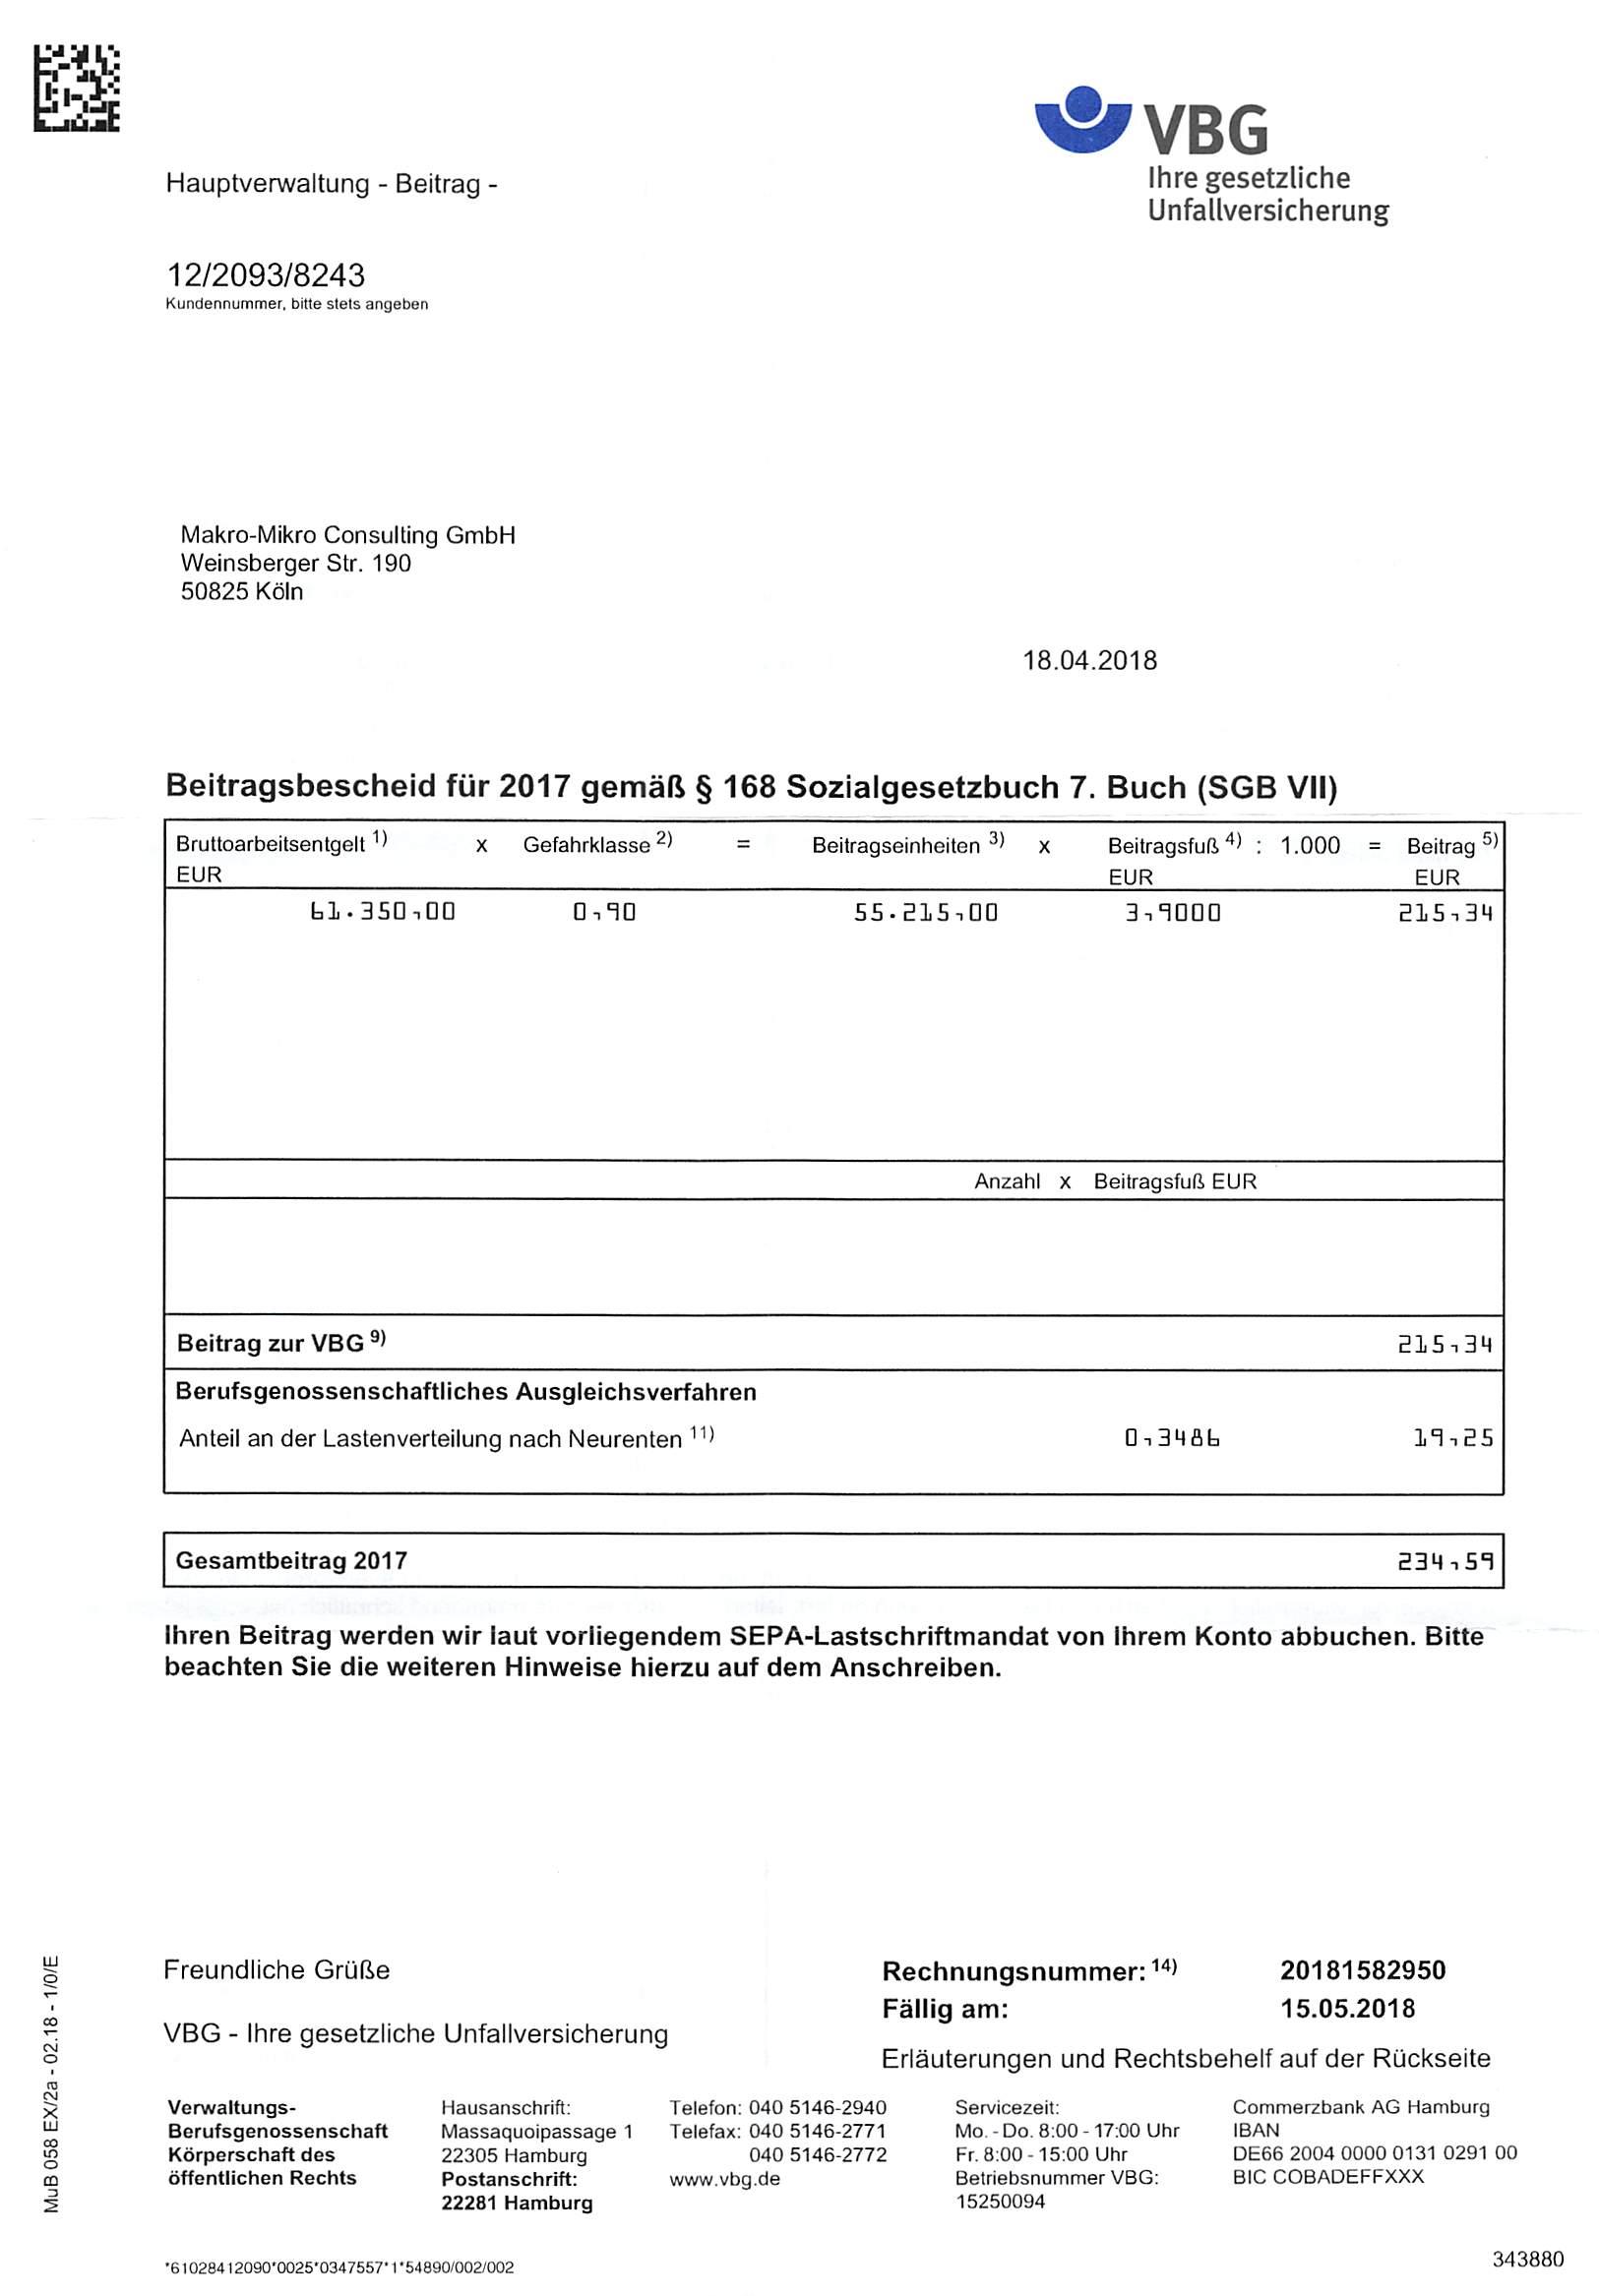 VBG
Ihre gesetzliche
Unfallversicherung
Hauptverwaltung - Beitrag -
12/2093/8243
Kundennummer, bitte stets angeben
Makro-Mikro Consulting GmbH
Weinsberger Str. 190
50825 Köln
18.04.2018
Beitragsbescheid für 2017 gemäß § 168 Sozialgesetzbuch 7. Buch (SGB VII)
Bruttoarbeitsentgelt 1) x Gefahrklasse 2) = Beitragseinheiten 3) x Beitragsfuß 4) : 1.000 = Beitrag 5)
EUR EUR EUR
61.350,00 0,90 55.215,00 3,9000 215,34
Anzahl x Beitragsfuß EUR
Beitrag zur VBG 9) 215,34
Berufsgenossenschaftliches Ausgleichsverfahren
Anteil an der Lastenverteilung nach Neurenten 11) 0,3486 19,25
Gesamtbeitrag 2017 234,59
Ihren Beitrag werden wir laut vorliegendem SEPA-Lastschriftmandat von Ihrem Konto abbuchen. Bitte
beachten Sie die weiteren Hinweise hierzu auf dem Anschreiben.
Freundliche Grüße
VBG - Ihre gesetzliche Unfallversicherung
Rechnungsnummer: 14) 20181582950
Fällig am: 15.05.2018
Erläuterungen und Rechtsbehelf auf der Rückseite
Verwaltungs-
Berufsgenossenschaft
Körperschaft des
öffentlichen Rechts
Hausanschrift:
Massaquoipassage 1
22305 Hamburg
Postanschrift:
22281 Hamburg
Telefon: 040 5146-2940
Telefax: 040 5146-2771
040 5146-2772
www.vbg.de
Servicezeit:
Mo. - Do. 8:00 - 17:00 Uhr
Fr. 8:00 - 15:00 Uhr
Betriebsnummer VBG:
15250094
Commerzbank AG Hamburg
IBAN
DE66 2004 0000 0131 0291 00
BIC COBADEFFXXX
MuB 058 EX/2a - 02.18 - 1/0/E
*61028412090*0025*0347557*1*54890/002/002
343880